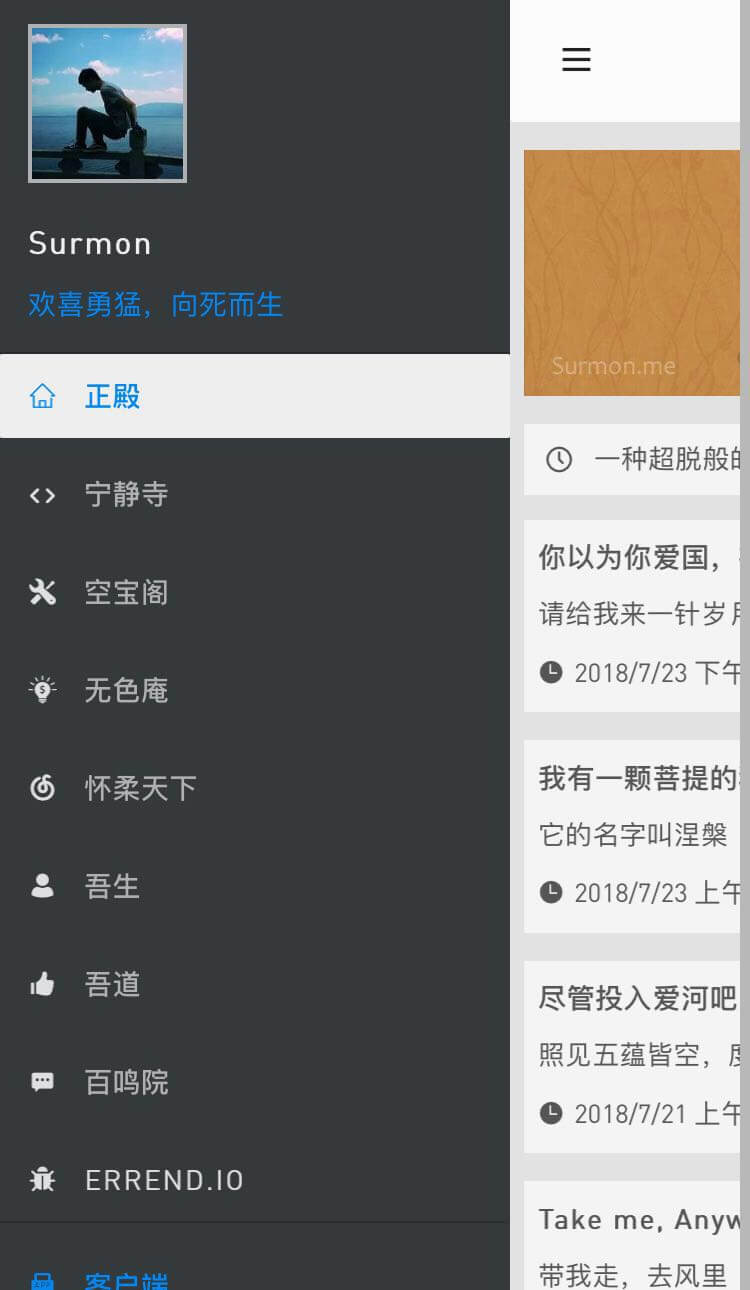 Surmon
欢喜勇猛，向死而生
正殿
宁静寺
空宝阁
无色庵
怀柔天下
吾生
吾道
百鸣院
ERREND.IO
客户端
Surmon.me
一种超脱般
你以为你爱国，
请给我来一针岁
2018/7/23 下午
我有一颗菩提的
它的名字叫涅槃
2018/7/23 上午
尽管投入爱河吧
照见五蕴皆空，
2018/7/21 上午
Take me, Anyw
带我走，去风里